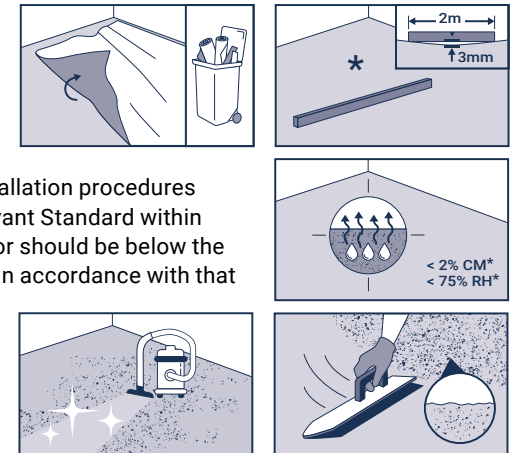 2m
3mm
*
allation procedures
vant Standard within
or should be below the
n accordance with that
< 2% CM*
< 75% RH*